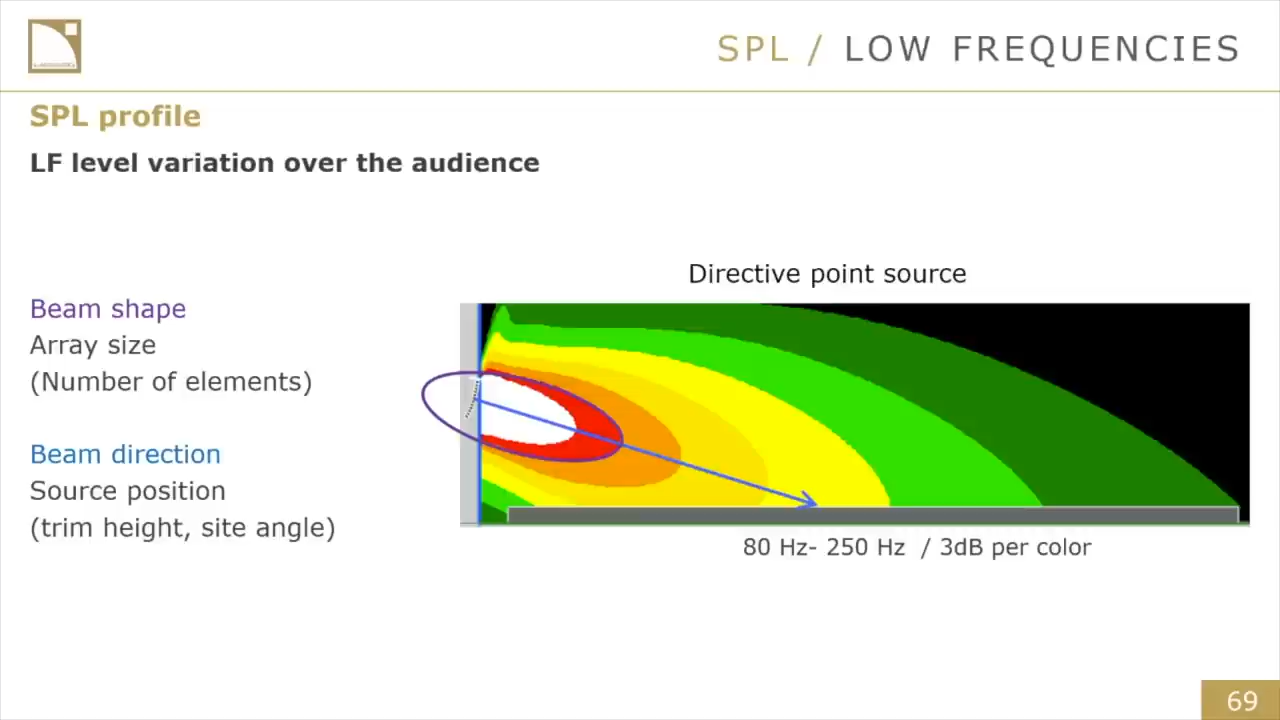 SPL / LOW FREQUENCIES
SPL profile
LF level variation over the audience
Directive point source
Beam shape
Array size
(Number of elements)
Beam direction
Source position
(trim height, site angle)
80 Hz- 250 Hz / 3dB per color
69